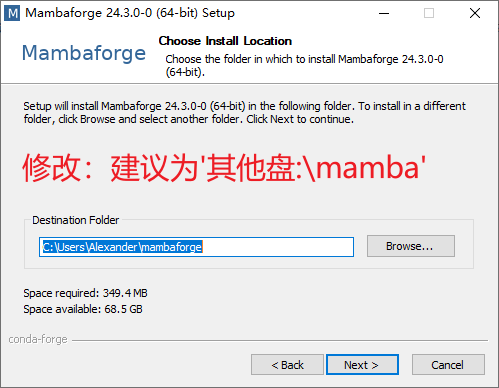 Mambaforge 24.3.0-0 (64-bit) Setup
Choose Install Location
Mambaforge
Choose the folder in which to install Mambaforge 24.3.0-0
(64-bit).
Setup will install Mambaforge 24.3.0-0 (64-bit) in the following folder. To install in a different
folder, click Browse and select another folder. Click Next to continue.
修改：建议为'其他盘:\mamba'
Destination Folder
C:\Users\Alexander\mambaforge
Browse...
Space required: 349.4 MB
Space available: 68.5 GB
conda-forge
< Back
Next >
Cancel